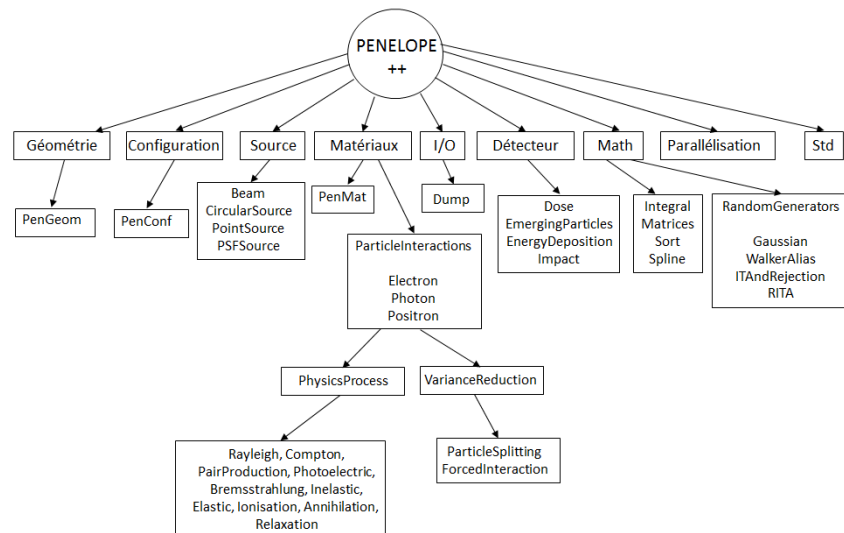 PENELOPE
++
Géométrie
Configuration
Source
Matériaux
I/O
Détecteur
Math
Parallélisation
Std
PenGeom
PenConf
Beam
CircularSource
PointSource
PSFSource
PenMat
Dump
Dose
EmergingParticles
EnergyDeposition
Impact
Integral
Matrices
Sort
Spline
RandomGenerators
Gaussian
WalkerAlias
ITAndRejection
RITA
ParticleInteractions
Electron
Photon
Positron
PhysicsProcess
VarianceReduction
Rayleigh, Compton,
PairProduction, Photoelectric,
Bremsstrahlung, Inelastic,
Elastic, Ionisation, Annihilation,
Relaxation
ParticleSplitting
ForcedInteraction